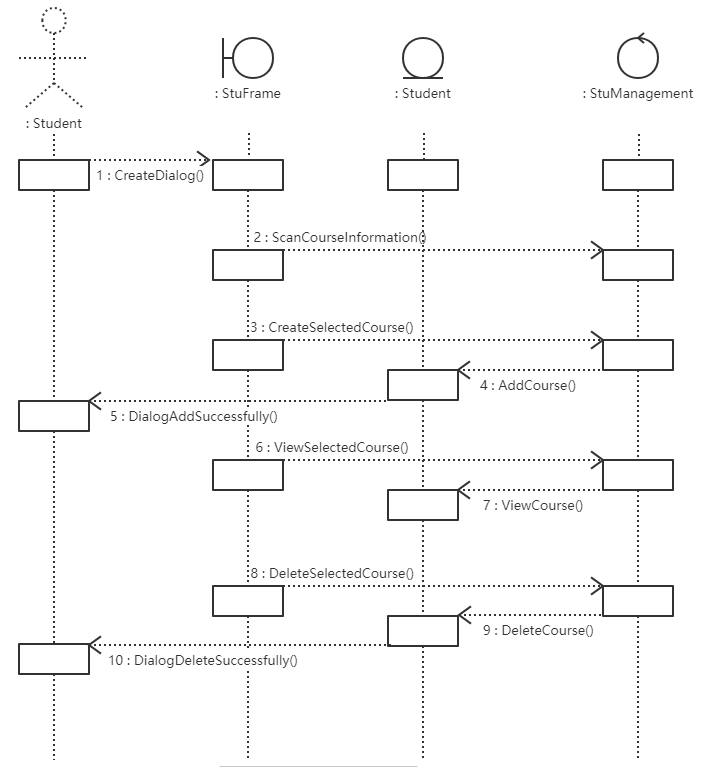 : StuFrame
: Student
: StuManagement
: Student
1 : CreateDialog()
2 : ScanCourseInformation()
3 : CreateSelectedCourse()
4 : AddCourse()
5 : DialogAddSuccessfully()
6 : ViewSelectedCourse()
7 : ViewCourse()
8 : DeleteSelectedCourse()
9 : DeleteCourse()
10 : DialogDeleteSuccessfully()